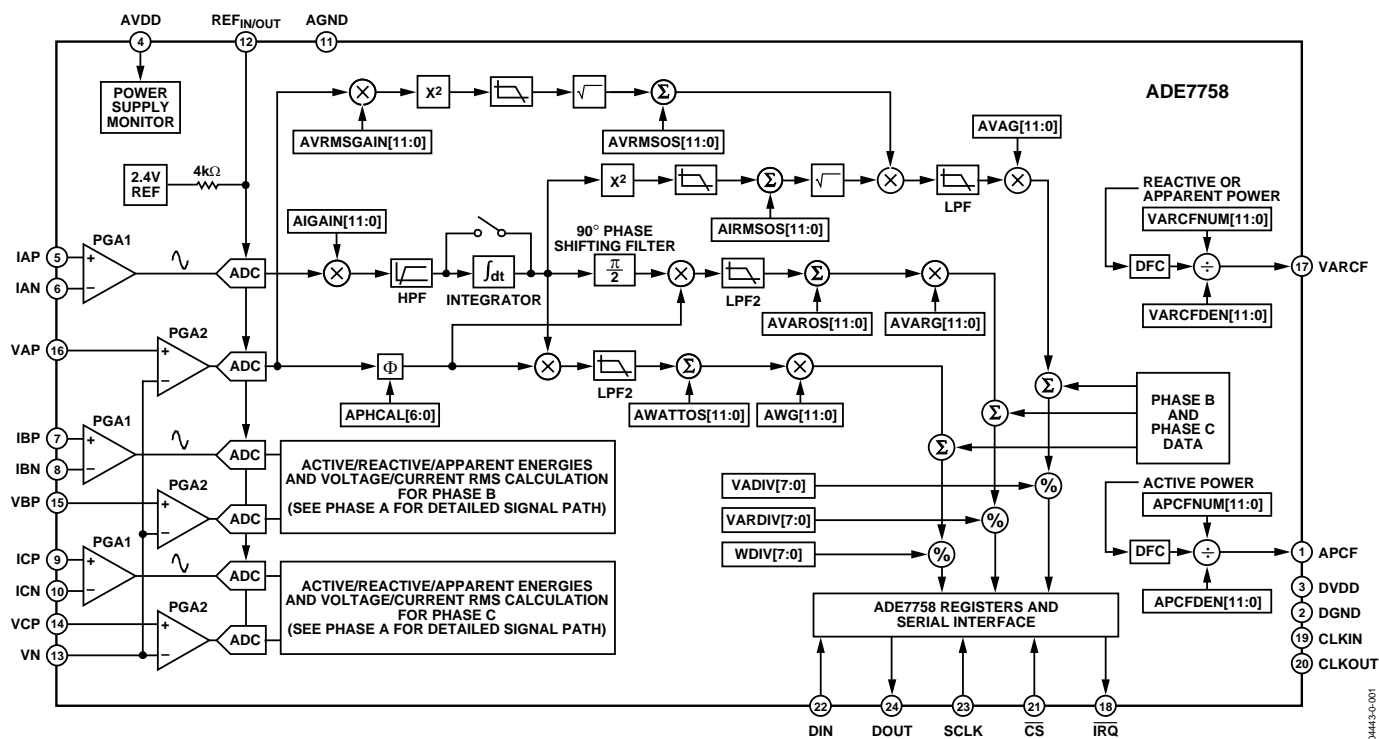 AVDD
REFIN/OUT
AGND
4
12
11
ADE7758
POWER
SUPPLY
MONITOR
X²
Σ
AVRMSGAIN[11:0]
AVRMSOS[11:0]
AVAG[11:0]
2.4V
REF
4kΩ
X²
Σ
LPF
AIRMSOS[11:0]
REACTIVE OR
APPARENT POWER
VARCFNUM[11:0]
DFC
÷
17
VARCF
VARCFDEN[11:0]
AIGAIN[11:0]
90° PHASE
SHIFTING FILTER
PGA1
IAP
5
+
IAN
6
−
ADC
HPF
∫dt
INTEGRATOR
π
2
LPF2
Σ
AVAROS[11:0]
AVARG[11:0]
PGA2
VAP
16
+
−
ADC
Φ
APHCAL[6:0]
LPF2
Σ
AWATTOS[11:0]
AWG[11:0]
Σ
Σ
Σ
PHASE B
AND
PHASE C
DATA
PGA1
IBP
7
+
IBN
8
−
ADC
PGA2
VBP
15
+
−
ADC
ACTIVE/REACTIVE/APPARENT ENERGIES
AND VOLTAGE/CURRENT RMS CALCULATION
FOR PHASE B
(SEE PHASE A FOR DETAILED SIGNAL PATH)
VADIV[7:0]
%
VARDIV[7:0]
%
WDIV[7:0]
%
ACTIVE POWER
APCFNUM[11:0]
DFC
÷
1
APCF
APCFDEN[11:0]
3
DVDD
2
DGND
19
CLKIN
20
CLKOUT
PGA1
ICP
9
+
ICN
10
−
ADC
PGA2
VCP
14
+
VN
13
−
ADC
ACTIVE/REACTIVE/APPARENT ENERGIES
AND VOLTAGE/CURRENT RMS CALCULATION
FOR PHASE C
(SEE PHASE A FOR DETAILED SIGNAL PATH)
ADE7758 REGISTERS AND
SERIAL INTERFACE
22
24
23
21
18
DIN
DOUT
SCLK
CS
IRQ
04443-0-001